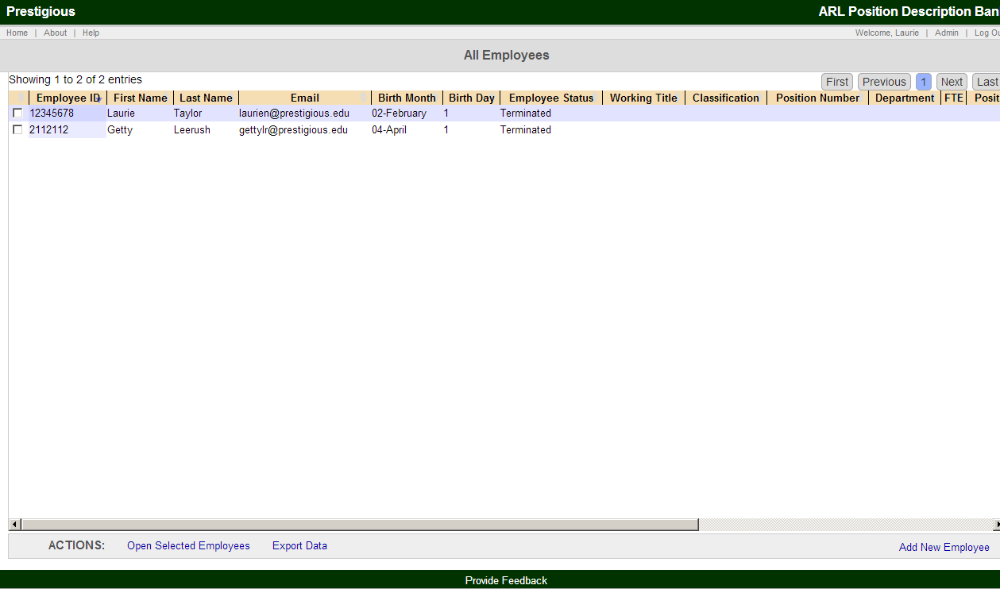 Prestigious ARL Position Description Ban
Home | About | Help Welcome, Laurie | Admin | Log Ou
All Employees
Showing 1 to 2 of 2 entries First Previous 1 Next Last
Employee ID First Name Last Name Email Birth Month Birth Day Employee Status Working Title Classification Position Number Department FTE Posit
12345678 Laurie Taylor laurien@prestigious.edu 02-February 1 Terminated
2112112 Getty Leerush gettylr@prestigious.edu 04-April 1 Terminated
ACTIONS: Open Selected Employees Export Data Add New Employee
Provide Feedback